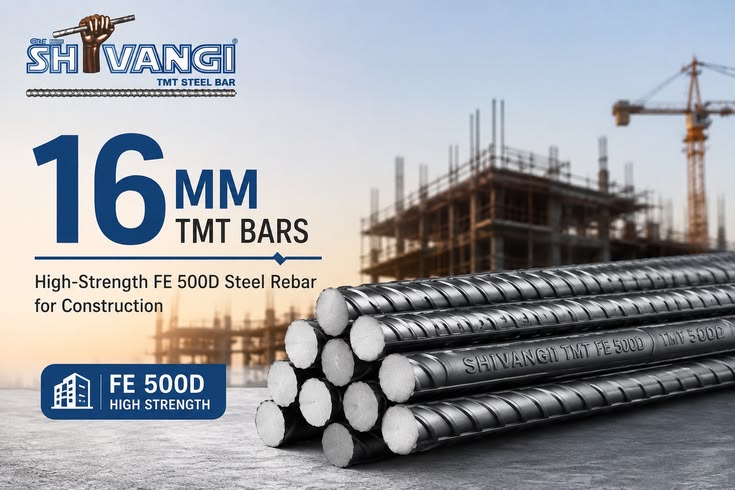 SHIVANGI
TMT STEEL BAR
16 MM
TMT BARS
High-Strength FE 500D Steel Rebar
for Construction
FE 500D
HIGH STRENGTH
SHIVANGI1 TMT FE 500D | TMT 500D